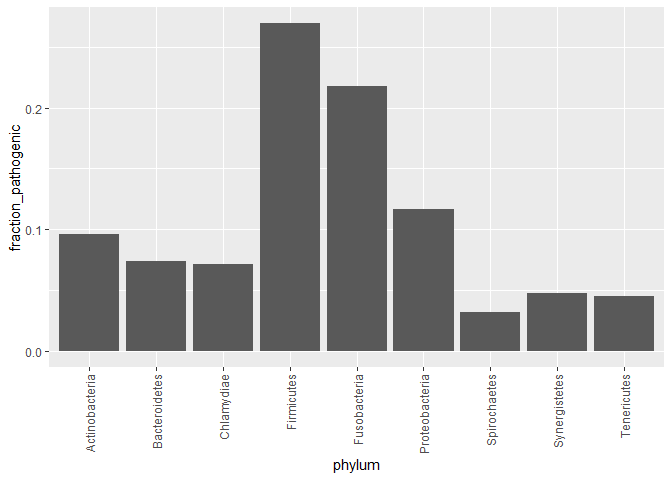 fraction_pathogenic
0.2
0.1
0.0
Actinobacteria
Bacteroidetes
Chlamydiae
Firmicutes
Fusobacteria
Proteobacteria
Spirochaetes
Synergistetes
Tenericutes
phylum